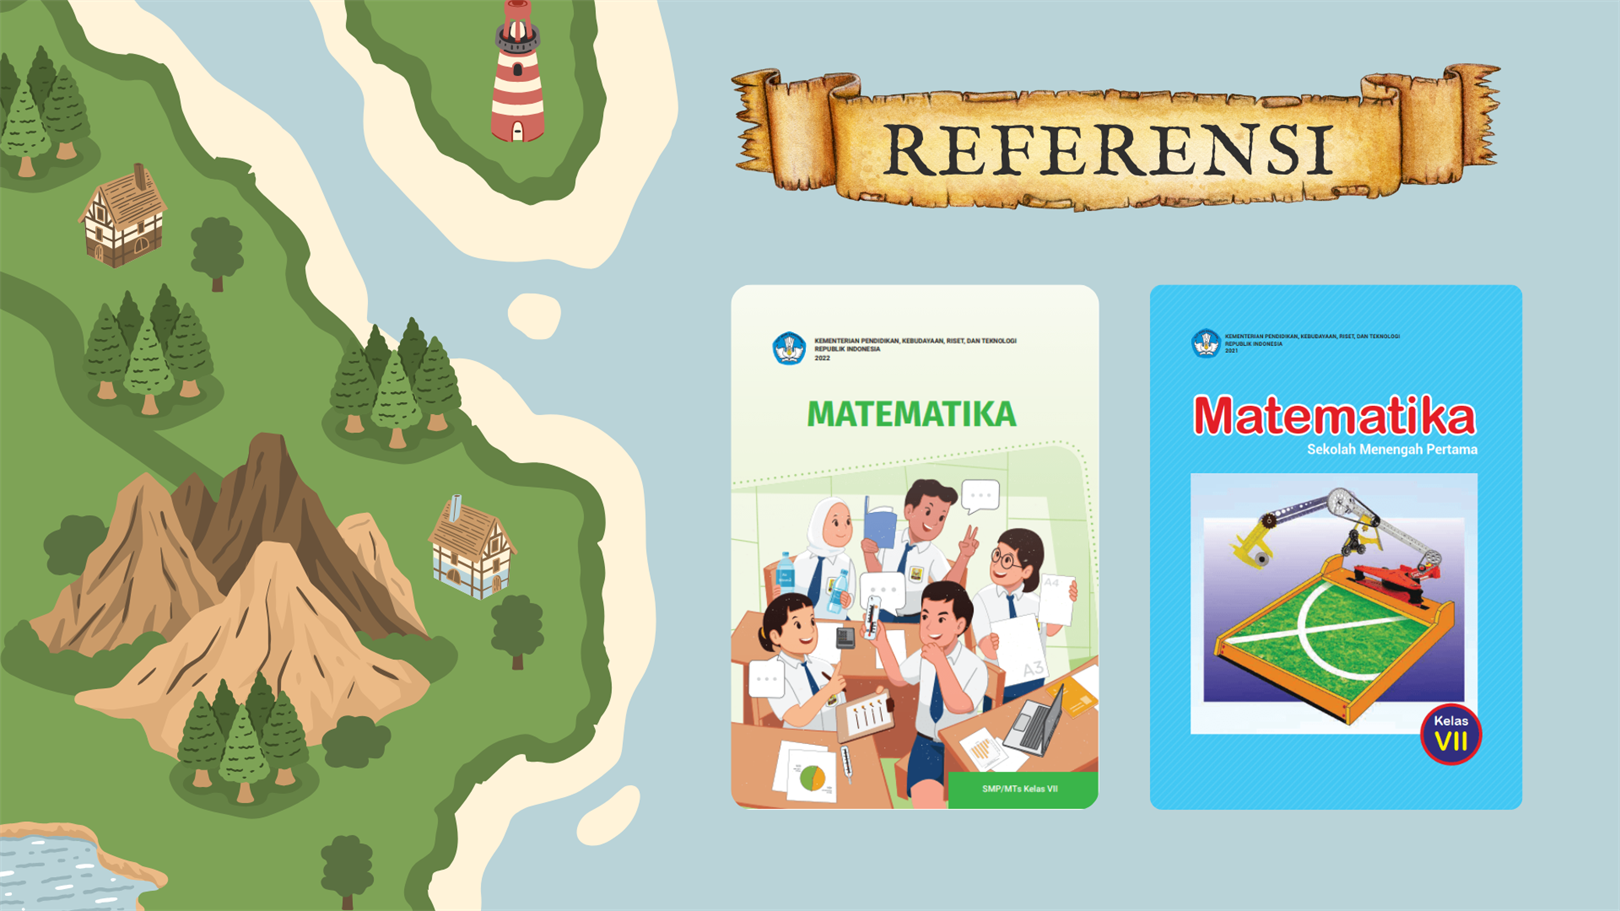 REFERENSI
KEMENTERIAN PENDIDIKAN, KEBUDAYAAN, RISET, DAN TEKNOLOGI
REPUBLIK INDONESIA
2022
MATEMATIKA
A4
A3
SMP/MTs Kelas VII
KEMENTERIAN PENDIDIKAN, KEBUDAYAAN, RISET, DAN TEKNOLOGI
REPUBLIK INDONESIA
2021
Matematika
Sekolah Menengah Pertama
Kelas
VII